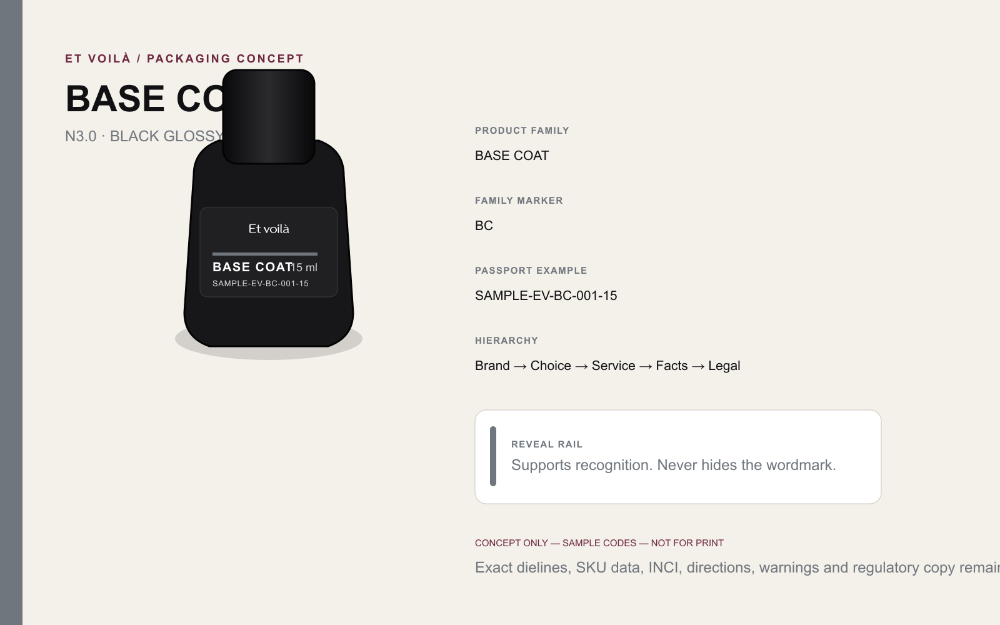 ET VOILÀ / PACKAGING CONCEPT
BASE
N3.0 · BLACK GLOSSY
Et voilà
BASE COAT 15 ml
SAMPLE-EV-BC-001-15
PRODUCT FAMILY
BASE COAT
FAMILY MARKER
BC
PASSPORT EXAMPLE
SAMPLE-EV-BC-001-15
HIERARCHY
Brand → Choice → Service → Facts → Legal
REVEAL RAIL
Supports recognition. Never hides the wordmark.
CONCEPT ONLY — SAMPLE CODES — NOT FOR PRINT
Exact dielines, SKU data, INCI, directions, warnings and regulatory copy